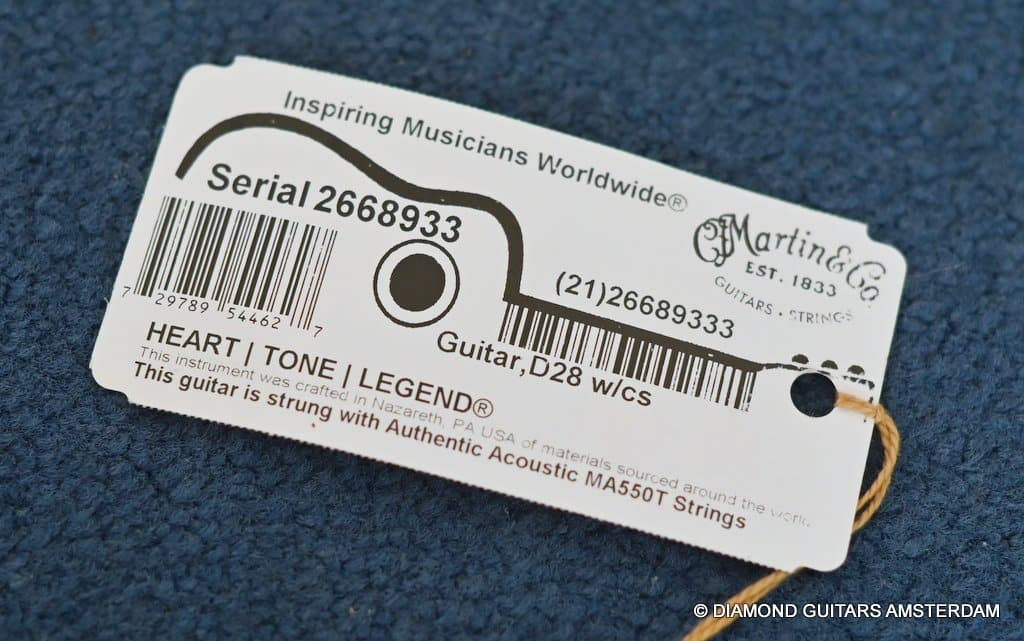 Inspiring Musicians Worldwide®
Martin & Co
EST. 1833
GUITARS • STRINGS
Serial 2668933
(21)26689333
7 29789 54462 7
Guitar,D28 w/cs
HEART | TONE | LEGEND®
This instrument was crafted in Nazareth, PA USA of materials sourced around the world.
This guitar is strung with Authentic Acoustic MA550T Strings
© DIAMOND GUITARS AMSTERDAM